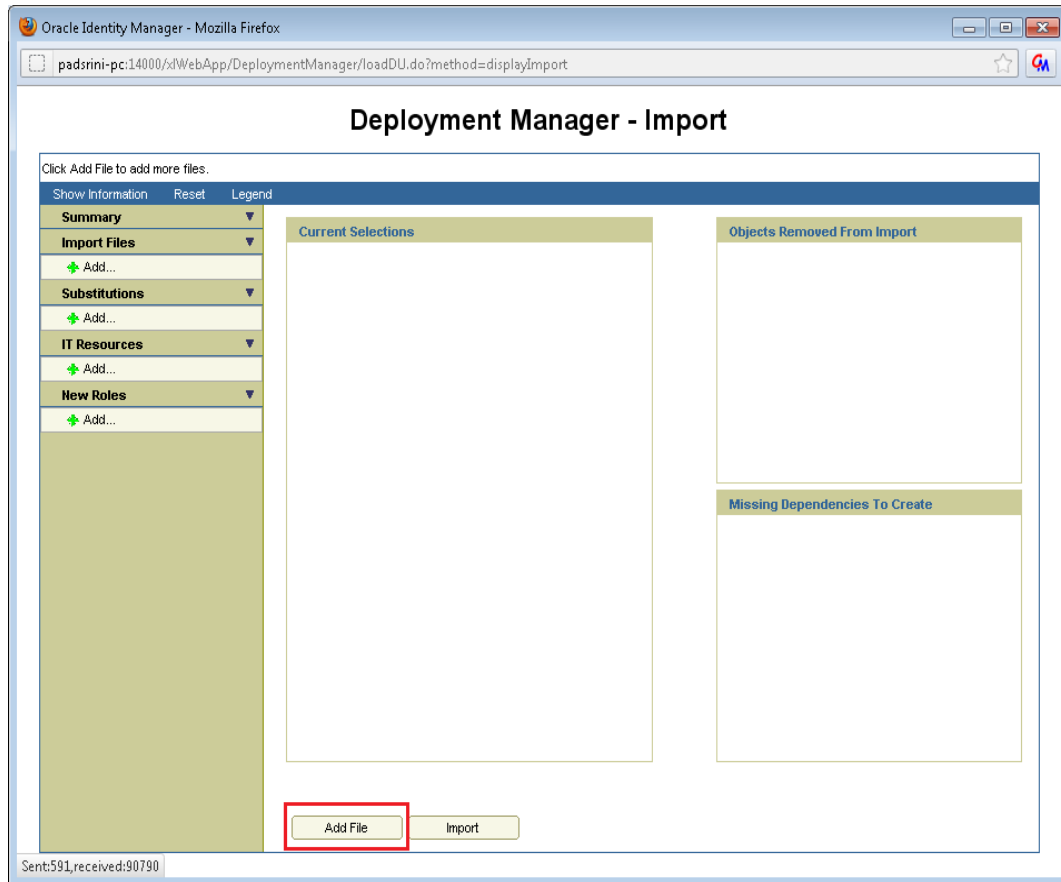 Oracle Identity Manager - Mozilla Firefox
padsrini-pc:14000/xlWebApp/DeploymentManager/loadDU.do?method=displayImport
Deployment Manager - Import
Click Add File to add more files.
Show Information Reset Legend
Summary
Import Files
Add...
Substitutions
Add...
IT Resources
Add...
New Roles
Add...
Current Selections
Objects Removed From Import
Missing Dependencies To Create
Add File Import
Sent:591,received:90790